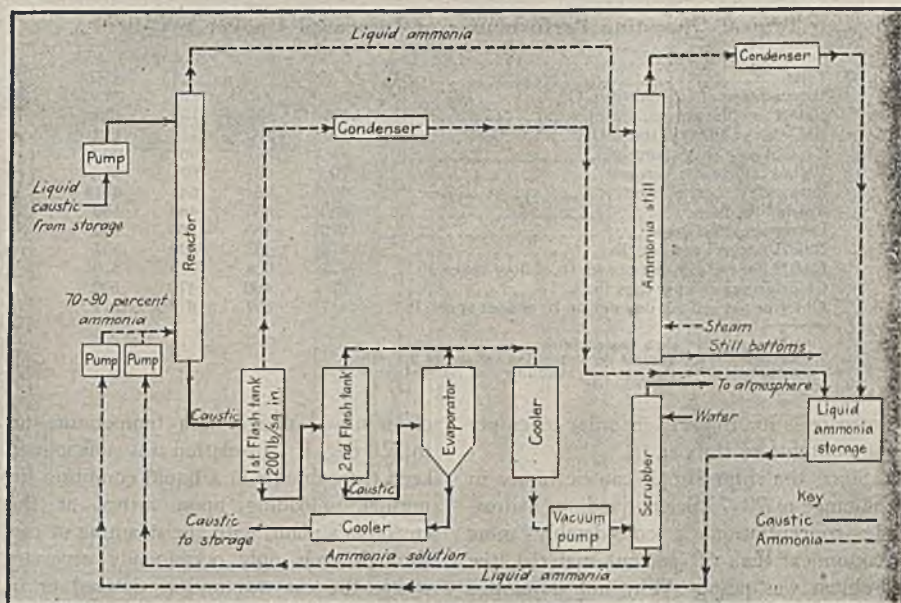 Liquid ammonia
Condenser
Condenser
Pump
Liquid
caustic
from storage
Reactor
Ammonia still
70-90 percent
ammonia
Pump
Pump
Steam
Still bottoms
To atmosphere
Caustic
1st Flash tank
200 lb/sq in.
2nd Flash tank
Caustic
Evaporator
Cooler
Water
Scrubber
Liquid
ammonia
storage
Caustic
to storage
Cooler
Vacuum
pump
Key
Caustic
Ammonia
Ammonia solution
Liquid ammonia